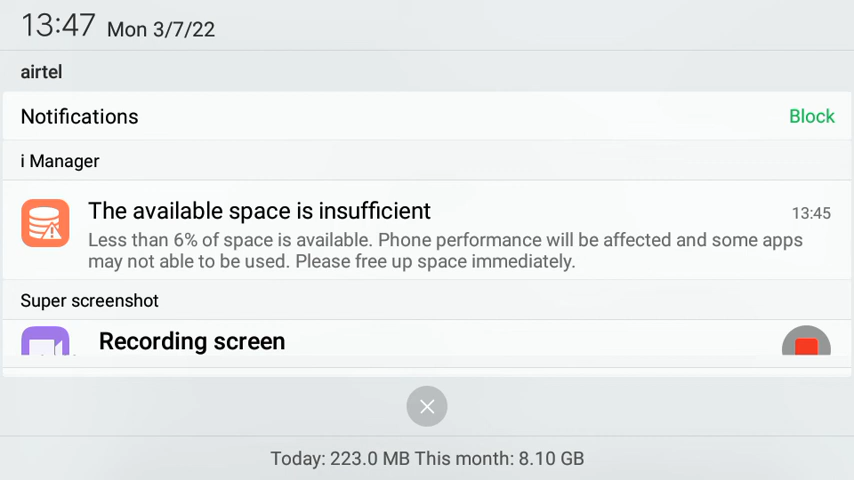 13:47 Mon 3/7/22
airtel
Notifications Block
i Manager
The available space is insufficient 13:45
Less than 6% of space is available. Phone performance will be affected and some apps
may not able to be used. Please free up space immediately.
Super screenshot
Recording screen
Today: 223.0 MB This month: 8.10 GB